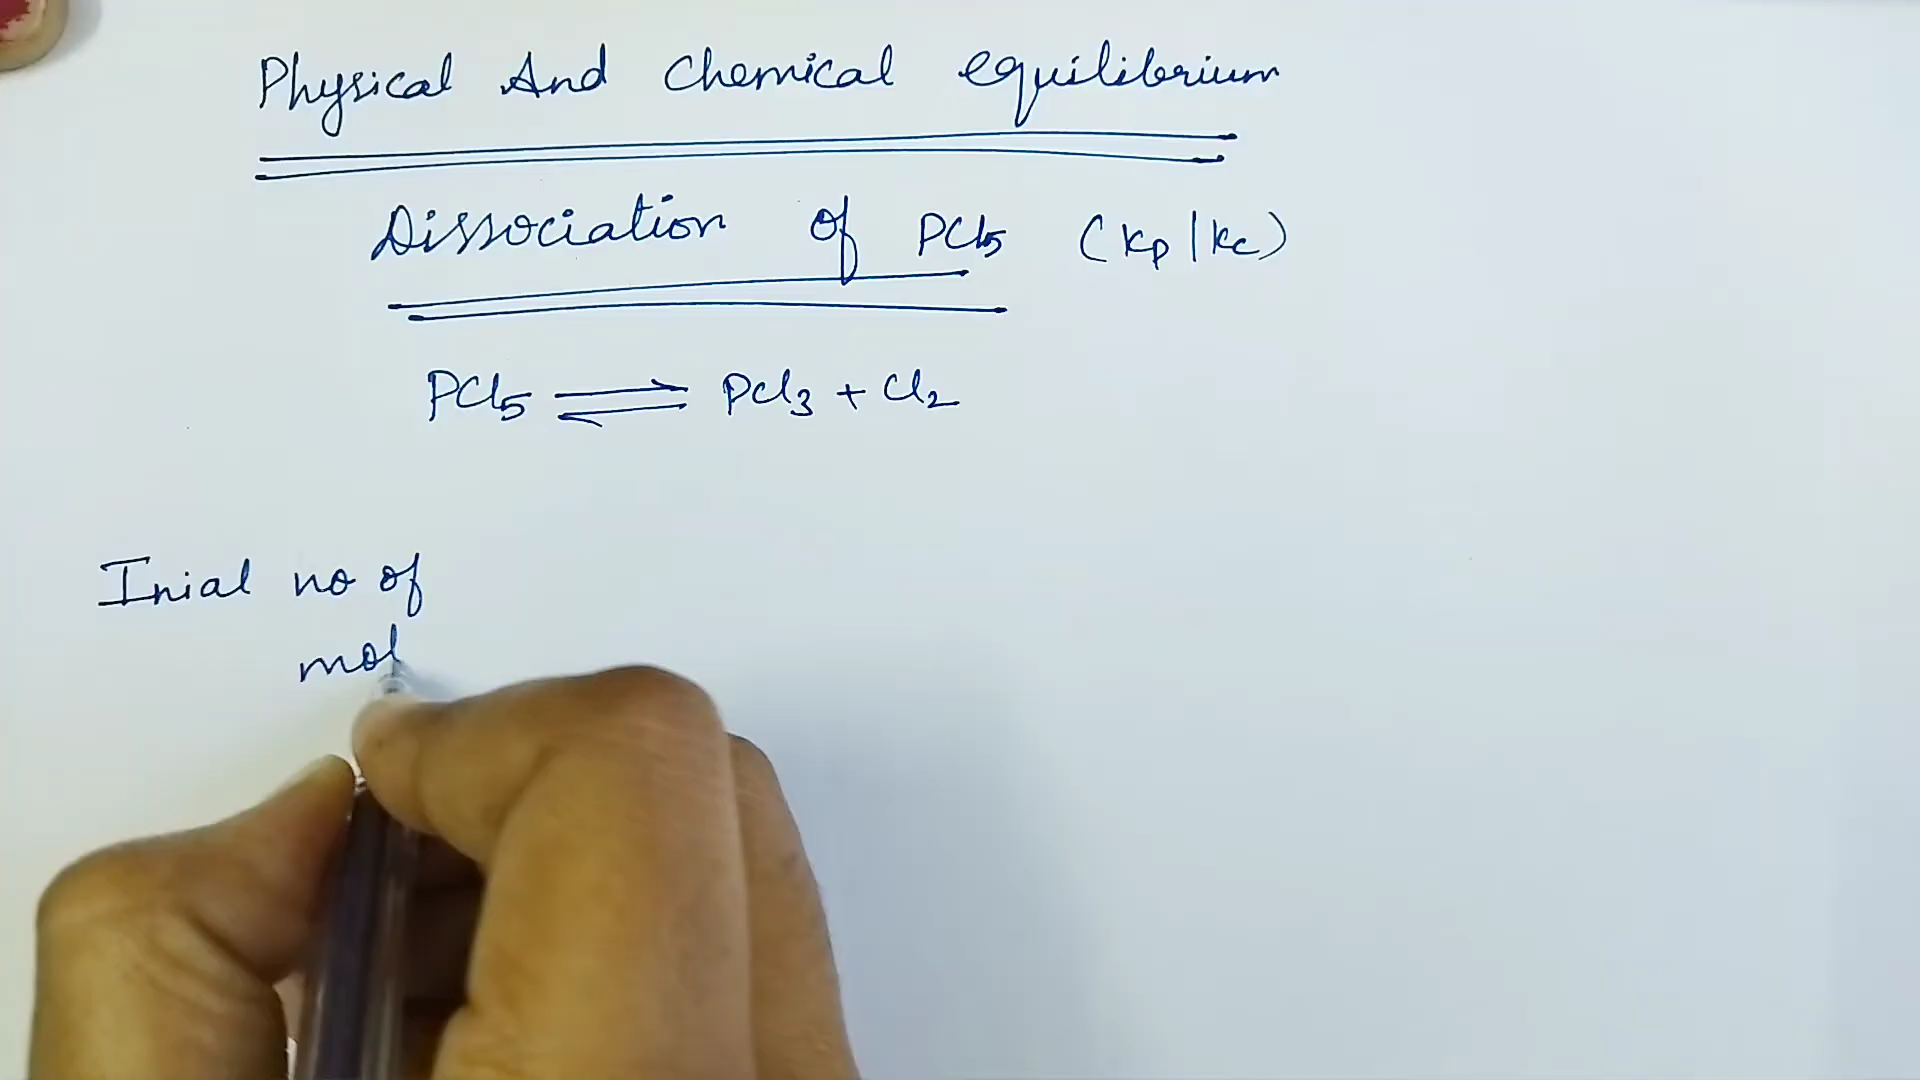 Physical And Chemical equilibrium
Dissociation of PCl5 (Kp/Kc)
PCl5 ⇌ PCl3 + Cl2
Inial no of
mol